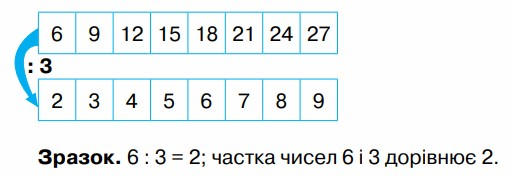 6 9 12 15 18 21 24 27
: 3
2 3 4 5 6 7 8 9
Зразок. 6 : 3 = 2; частка чисел 6 і 3 дорівнює 2.